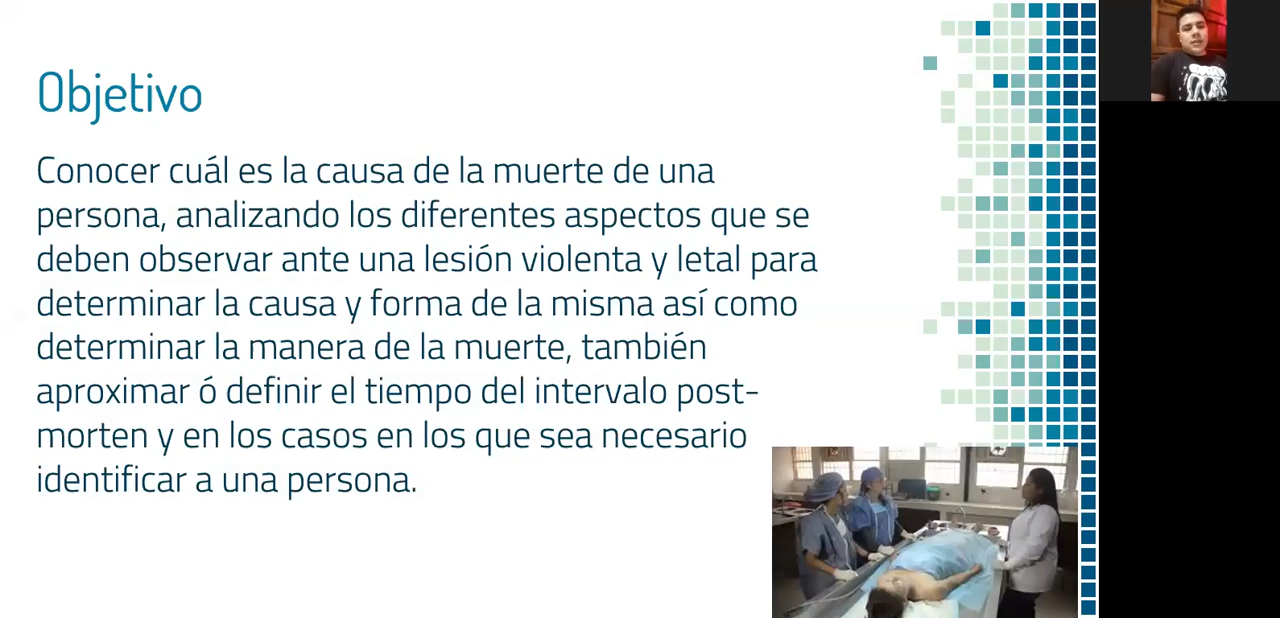 Objetivo
Conocer cuál es la causa de la muerte de una
persona, analizando los diferentes aspectos que se
deben observar ante una lesión violenta y letal para
determinar la causa y forma de la misma así como
determinar la manera de la muerte, también
aproximar ó definir el tiempo del intervalo post-
morten y en los casos en los que sea necesario
identificar a una persona.